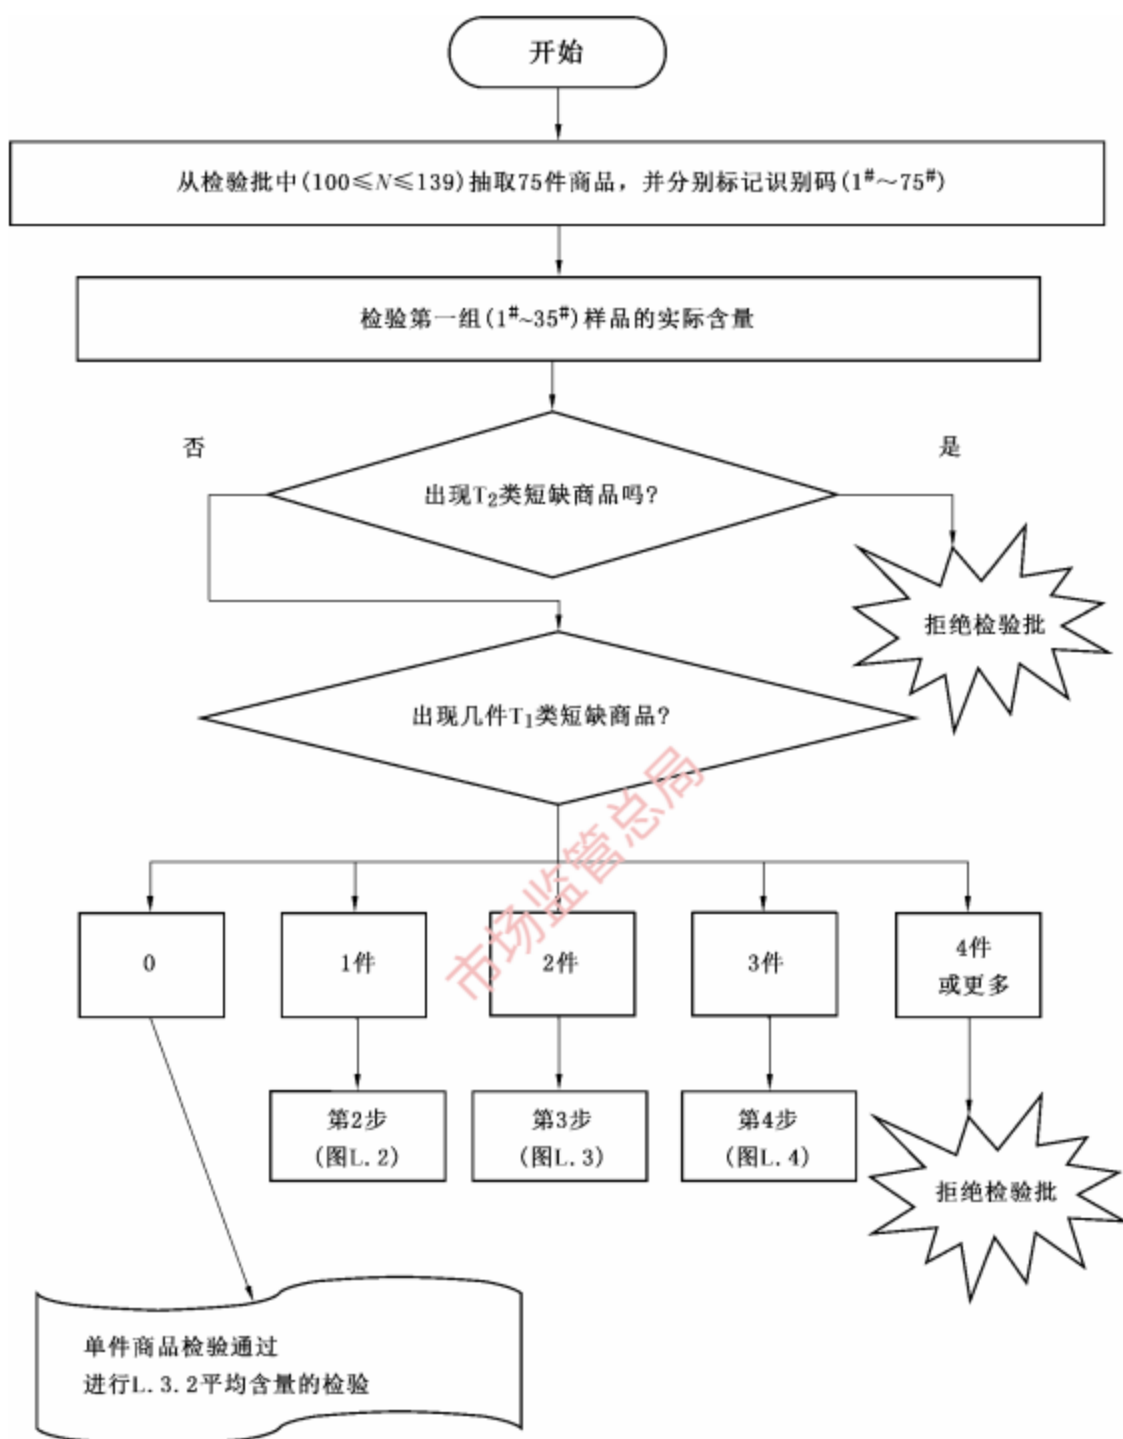 开始
从检验批中(100≤N≤139)抽取75件商品，并分别标记识别码(1#～75#)
检验第一组(1#~35#)样品的实际含量
否
是
出现T2类短缺商品吗?
拒绝检验批
出现几件T1类短缺商品?
市场监管总局
0
1件
2件
3件
4件
或更多
第2步
(图L.2)
第3步
(图L.3)
第4步
(图L.4)
拒绝检验批
单件商品检验通过
进行L.3.2平均含量的检验